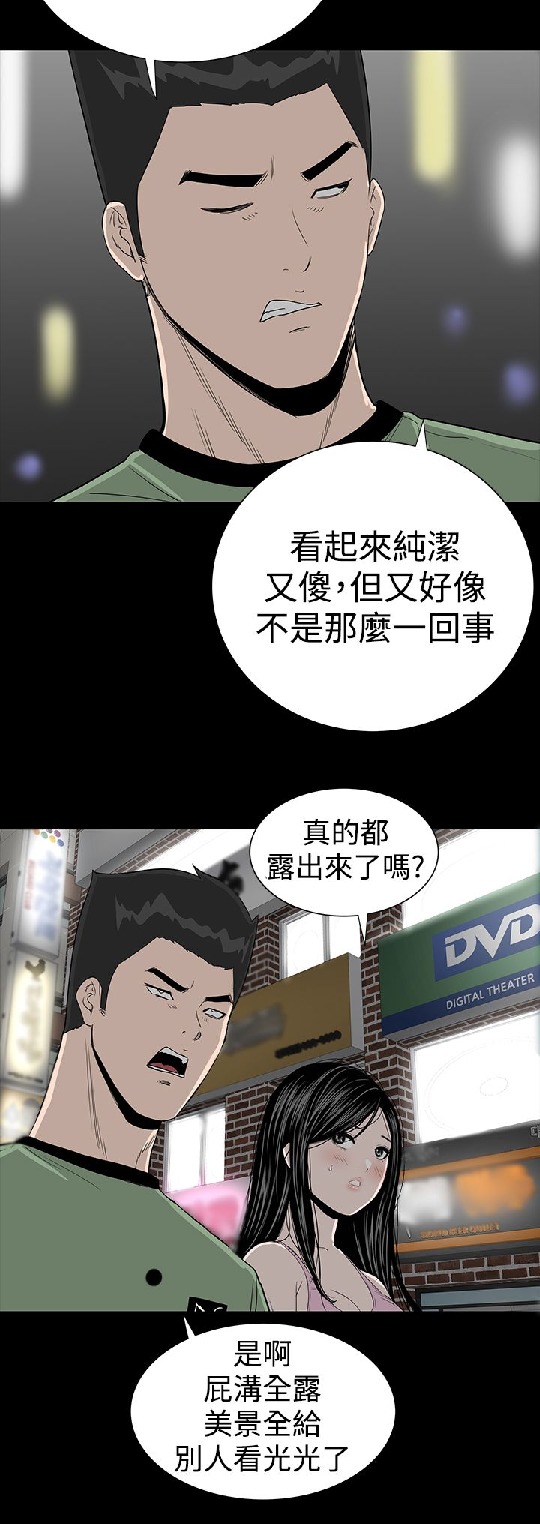 看起來純潔
又傻，但又好像
不是那麼一回事
真的都
露出來了嗎?
DVD
DIGITAL THEATER
是啊
屁溝全露
美景全給
別人看光光了